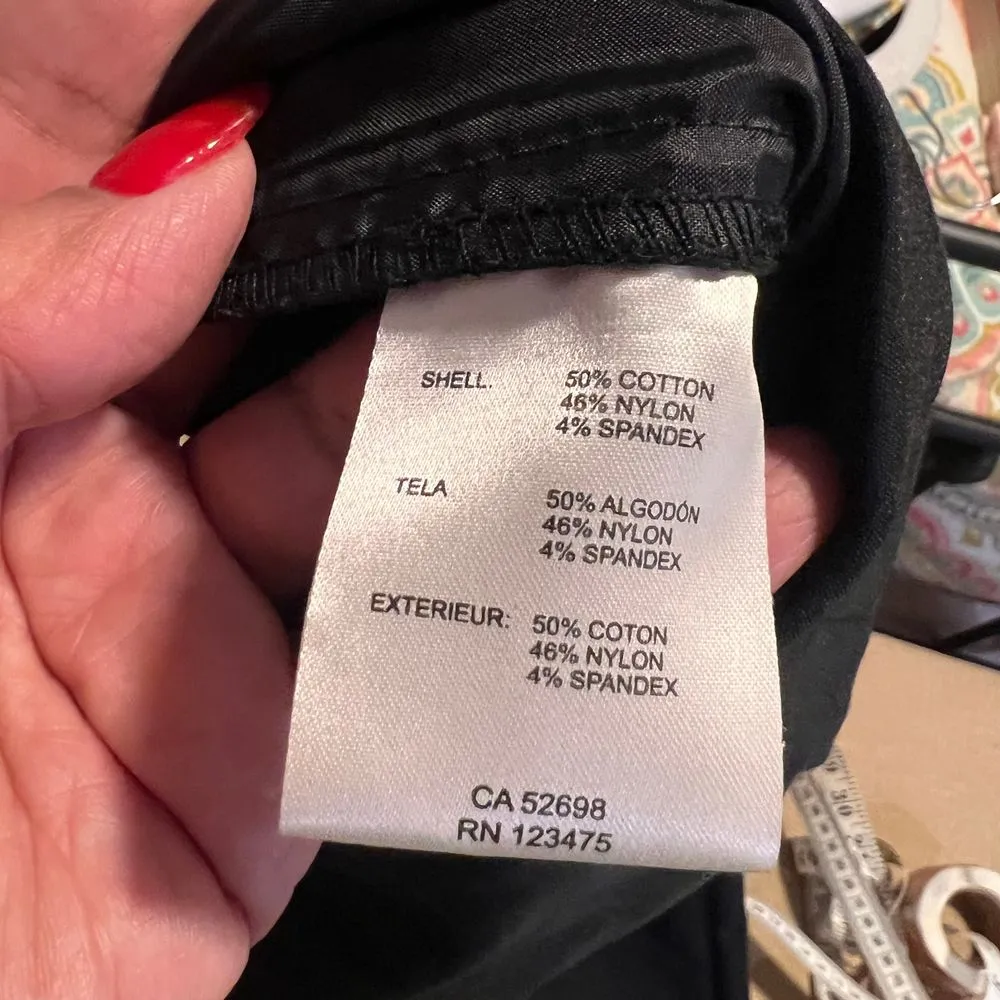 SHELL. 50% COTTON
46% NYLON
4% SPANDEX
TELA 50% ALGODÓN
46% NYLON
4% SPANDEX
EXTERIEUR: 50% COTON
46% NYLON
4% SPANDEX
CA 52698
RN 123475
30